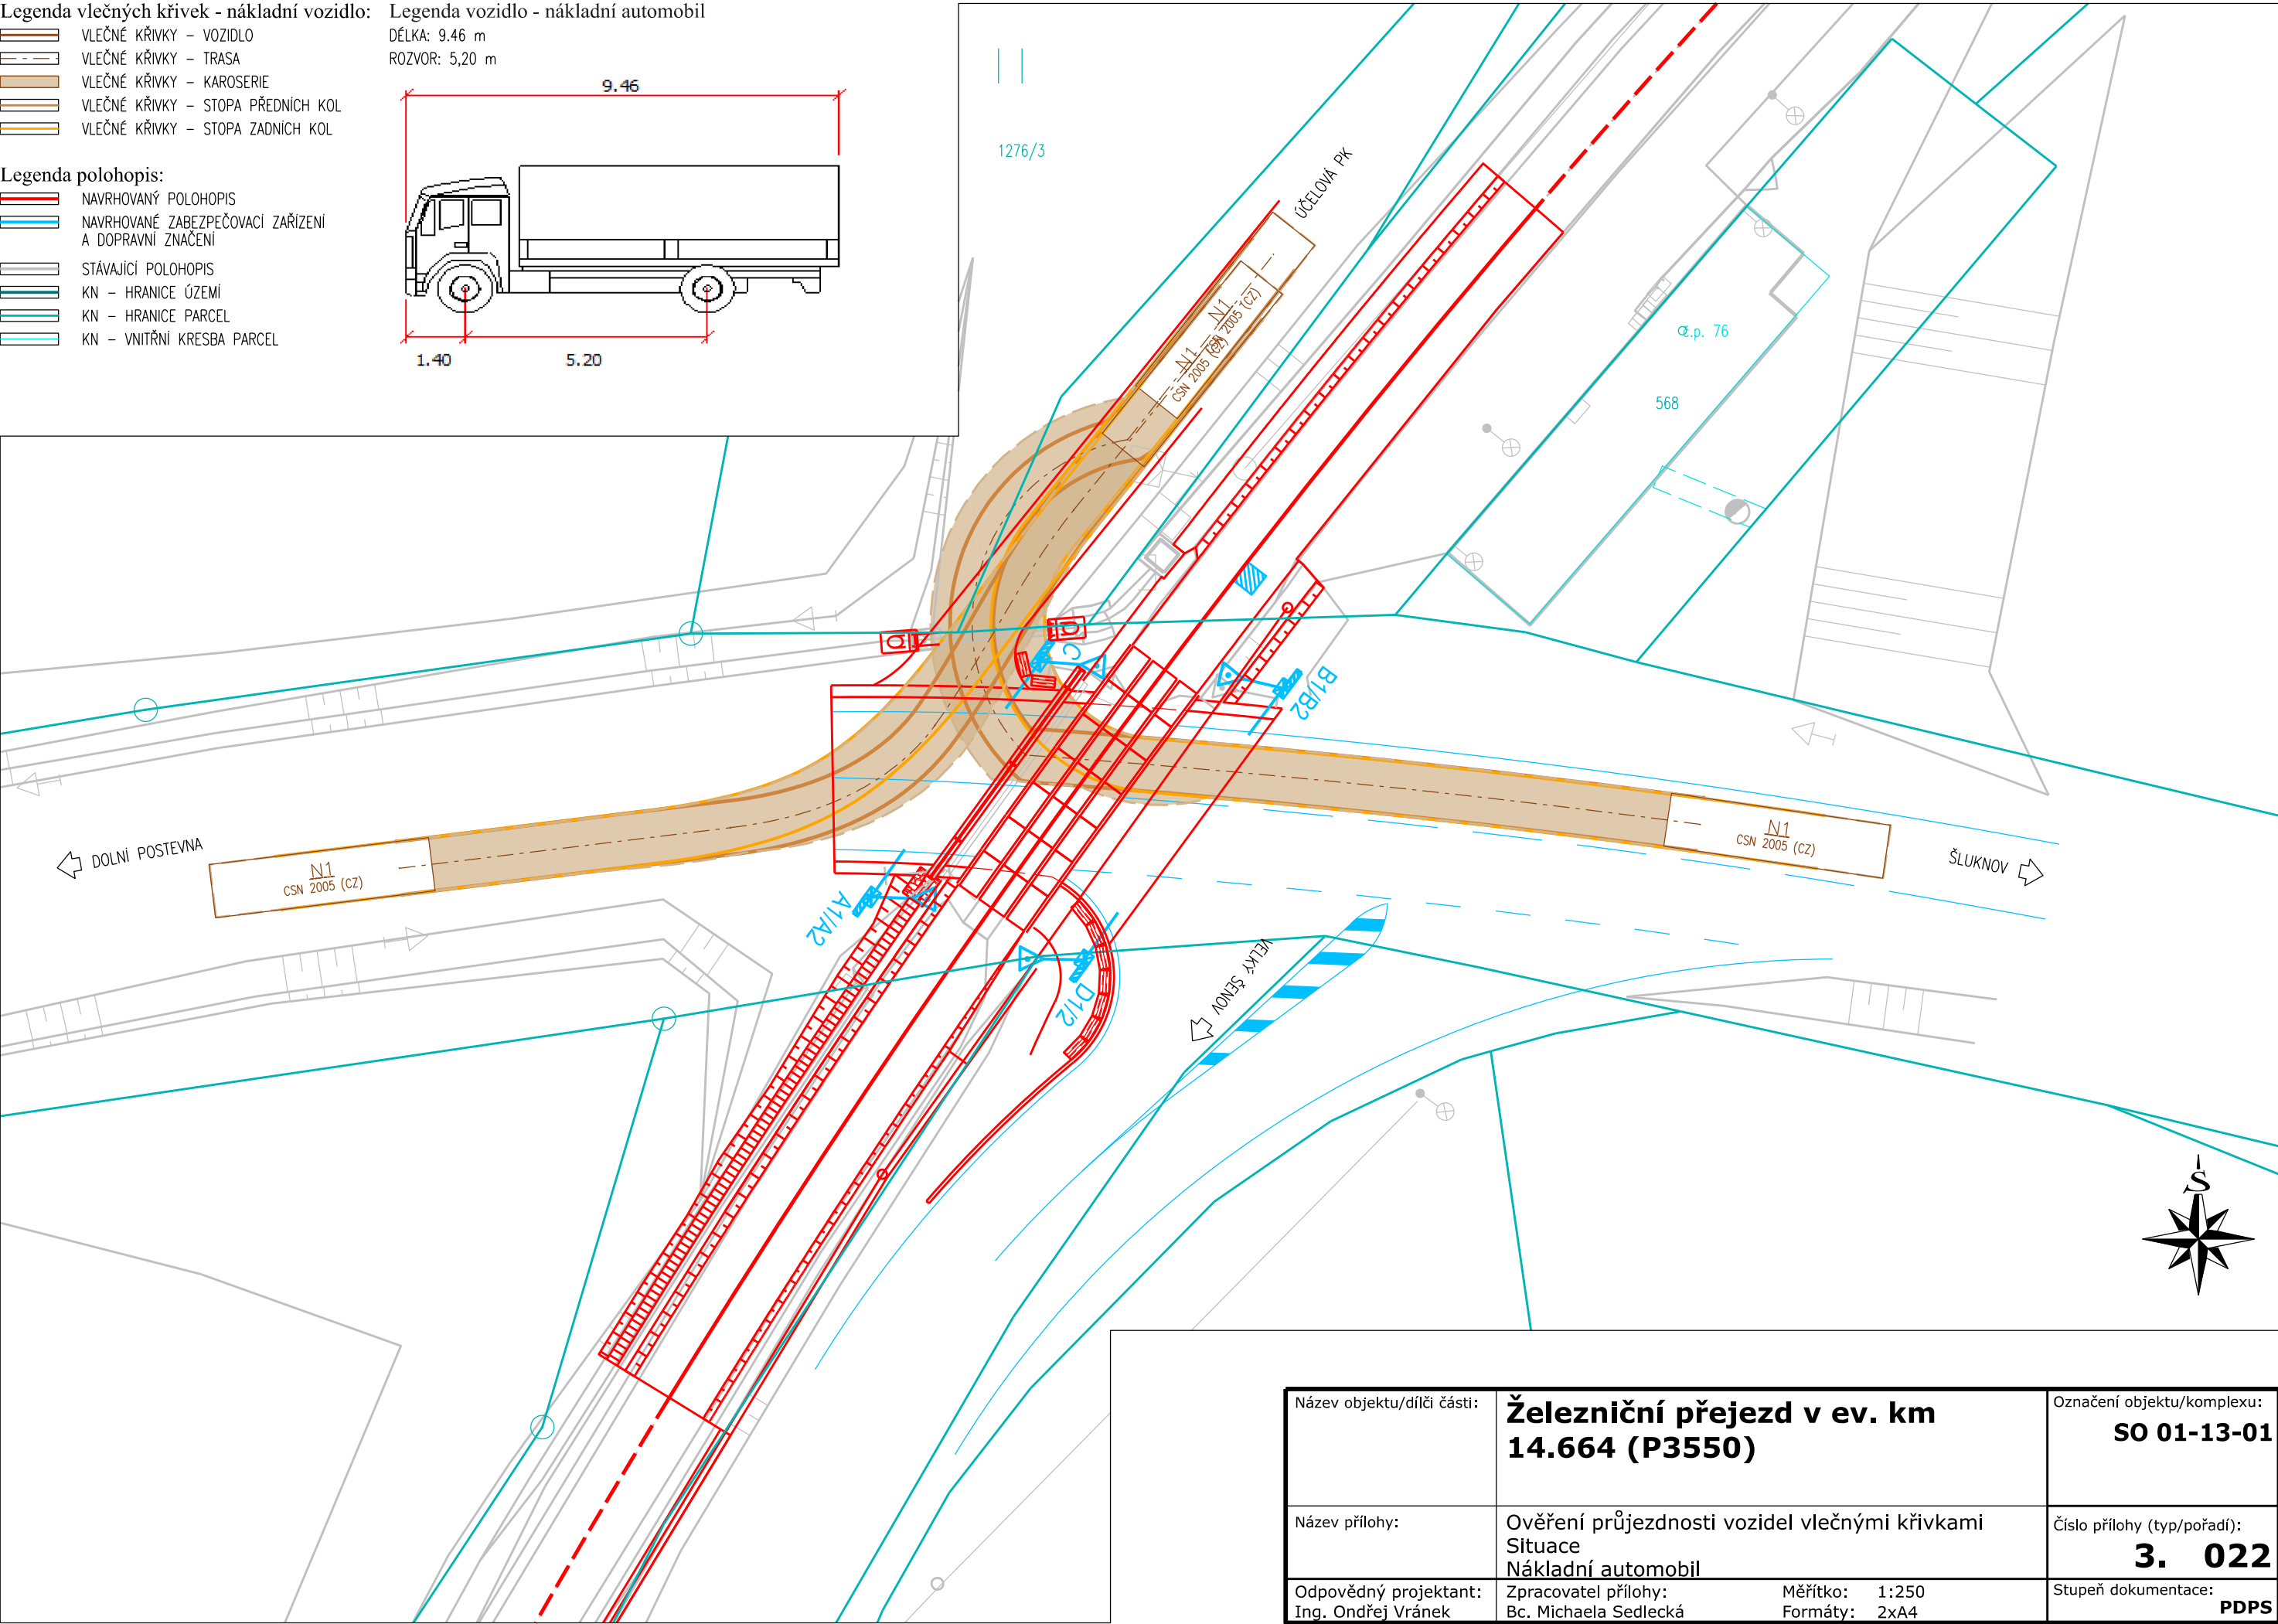 Legenda vlečných křivek - nákladní vozidlo:
VLEČNÉ KŘIVKY – VOZIDLO
VLEČNÉ KŘIVKY – TRASA
VLEČNÉ KŘIVKY – KAROSERIE
VLEČNÉ KŘIVKY – STOPA PŘEDNÍCH KOL
VLEČNÉ KŘIVKY – STOPA ZADNÍCH KOL
Legenda polohopis:
NAVRHOVANÝ POLOHOPIS
NAVRHOVANÉ ZABEZPEČOVACÍ ZAŘÍZENÍ
A DOPRAVNÍ ZNAČENÍ
STÁVAJÍCÍ POLOHOPIS
KN – HRANICE ÚZEMÍ
KN – HRANICE PARCEL
KN – VNITŘNÍ KRESBA PARCEL
Legenda vozidlo - nákladní automobil
DÉLKA: 9.46 m
ROZVOR: 5,20 m
9.46
1.40
5.20
1276/3
ÚČELOVÁ PK
N1
CSN 2005 (CZ)
N1
CSN 2005 (CZ)
č.p. 76
568
C
B1/B2
DOLNÍ POSTEVNA
N1
CSN 2005 (CZ)
N1
CSN 2005 (CZ)
ŠLUKNOV
A1/A2
D1/2
VELKÝ ŠENOV
S
Název objektu/dílči části:
Železniční přejezd v ev. km
14.664 (P3550)
Označení objektu/komplexu:
SO 01-13-01
Název přílohy:
Ověření průjezdnosti vozidel vlečnými křivkami
Situace
Nákladní automobil
Číslo přílohy (typ/pořadí):
3. 022
Odpovědný projektant:
Ing. Ondřej Vránek
Zpracovatel přílohy:
Bc. Michaela Sedlecká
Měřítko: 1:250
Formáty: 2xA4
Stupeň dokumentace:
PDPS